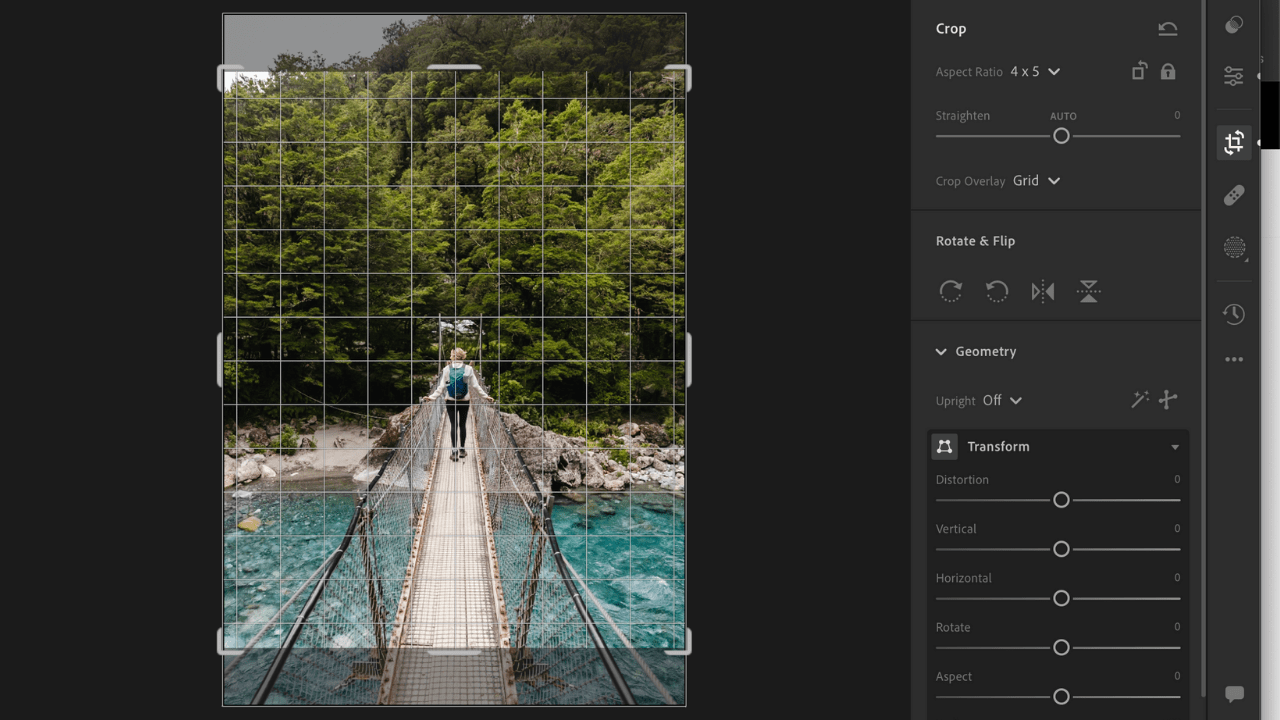 Crop
Aspect Ratio 4 x 5
Straighten AUTO 0
Crop Overlay Grid
Rotate & Flip
Geometry
Upright Off
Transform
Distortion 0
Vertical 0
Horizontal 0
Rotate 0
Aspect 0